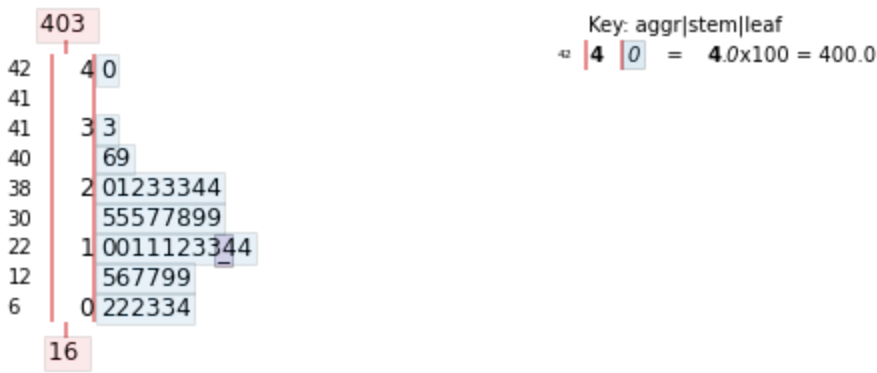 403
Key: aggr|stem|leaf
42 4 0 = 4.0x100 = 400.0
42 4 0
41
41 3 3
40 69
38 2 01233344
30 55577899
22 1 0011123344
12 567799
6 0 222334
16